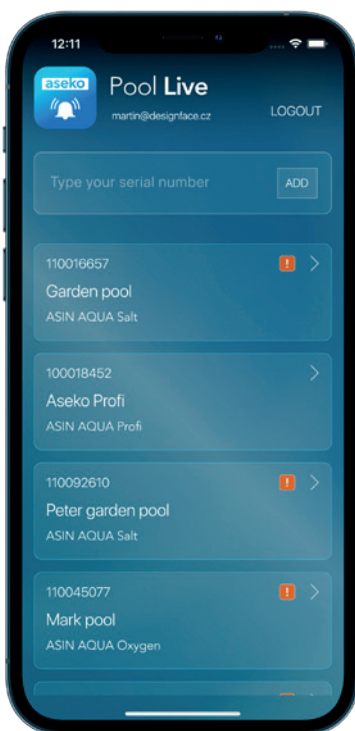 12:11
aseko
Pool Live
martin@designface.cz
LOGOUT
Type your serial number
ADD
110016657
!
Garden pool
ASIN AQUA Salt
100018452
Aseko Profi
ASIN AQUA Profi
110092610
!
Peter garden pool
ASIN AQUA Salt
110045077
!
Mark pool
ASIN AQUA Oxygen
!